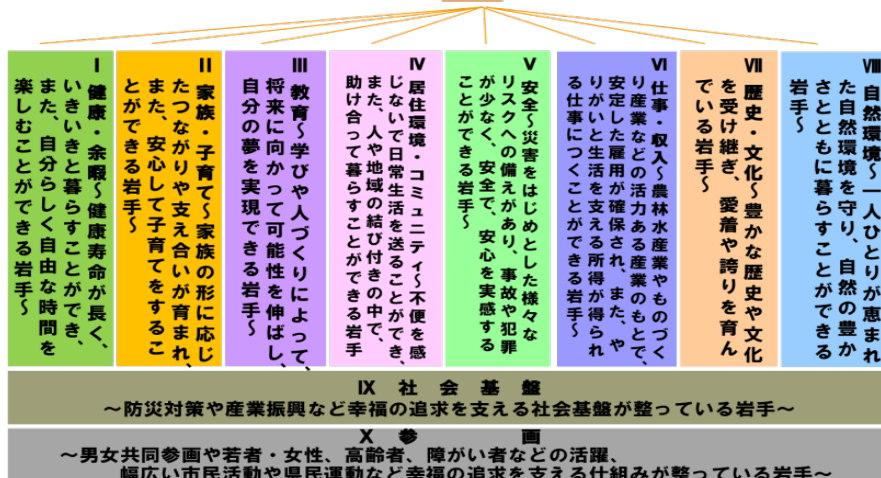 Ⅰ 健康・余暇～健康寿命が長く、
いきいきと暮らすことができ、
また、自分らしく自由な時間を
楽しむことができる岩手～
Ⅱ 家族・子育て～家族の形に応じ
たつながりや支え合いが育まれ、
また、安心して子育てをするこ
とができる岩手～
Ⅲ 教育～学びや人づくりによって、
将来に向かって可能性を伸ばし、
自分の夢を実現できる岩手～
Ⅳ 居住環境・コミュニティ～不便を感
じないで日常生活を送ることができ、
また、人や地域の結び付きの中で、
助け合って暮らすことができる岩手
Ⅴ 安全～災害をはじめとした様々な
リスクへの備えがあり、事故や犯罪
が少なく、安全で、安心を実感する
ことができる岩手～
Ⅵ 仕事・収入～農林水産業やものづく
り産業などの活力ある産業のもとで、
安定した雇用が確保され、また、や
りがいと生活を支える所得が得られ
る仕事につくことができる岩手～
Ⅶ 歴史・文化～豊かな歴史や文化
を受け継ぎ、愛着や誇りを育ん
でいる岩手～
Ⅷ 自然環境～一人ひとりが恵まれ
た自然環境を守り、自然の豊か
さとともに暮らすことができる
岩手～
Ⅸ 社会基盤
～防災対策や産業振興など幸福の追求を支える社会基盤が整っている岩手～
Ⅹ 参画
～男女共同参画や若者・女性、高齢者、障がい者などの活躍、
幅広い市民活動や県民運動など幸福の追求を支える仕組みが整っている岩手～